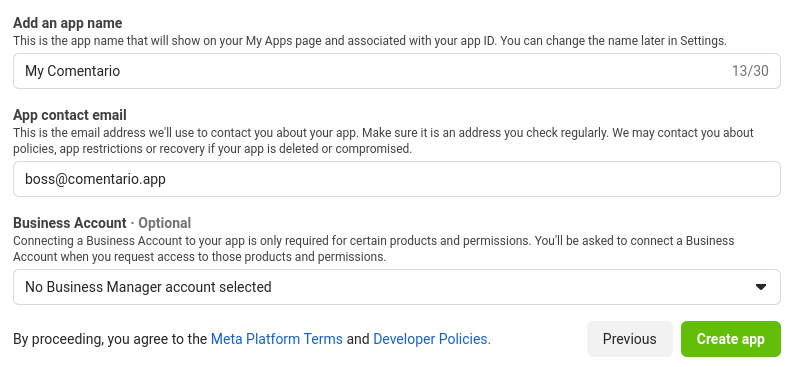 Add an app name
This is the app name that will show on your My Apps page and associated with your app ID. You can change the name later in Settings.
My Comentario 13/30
App contact email
This is the email address we'll use to contact you about your app. Make sure it is an address you check regularly. We may contact you about
policies, app restrictions or recovery if your app is deleted or compromised.
boss@comentario.app
Business Account · Optional
Connecting a Business Account to your app is only required for certain products and permissions. You'll be asked to connect a Business
Account when you request access to those products and permissions.
No Business Manager account selected
By proceeding, you agree to the Meta Platform Terms and Developer Policies. Previous Create app